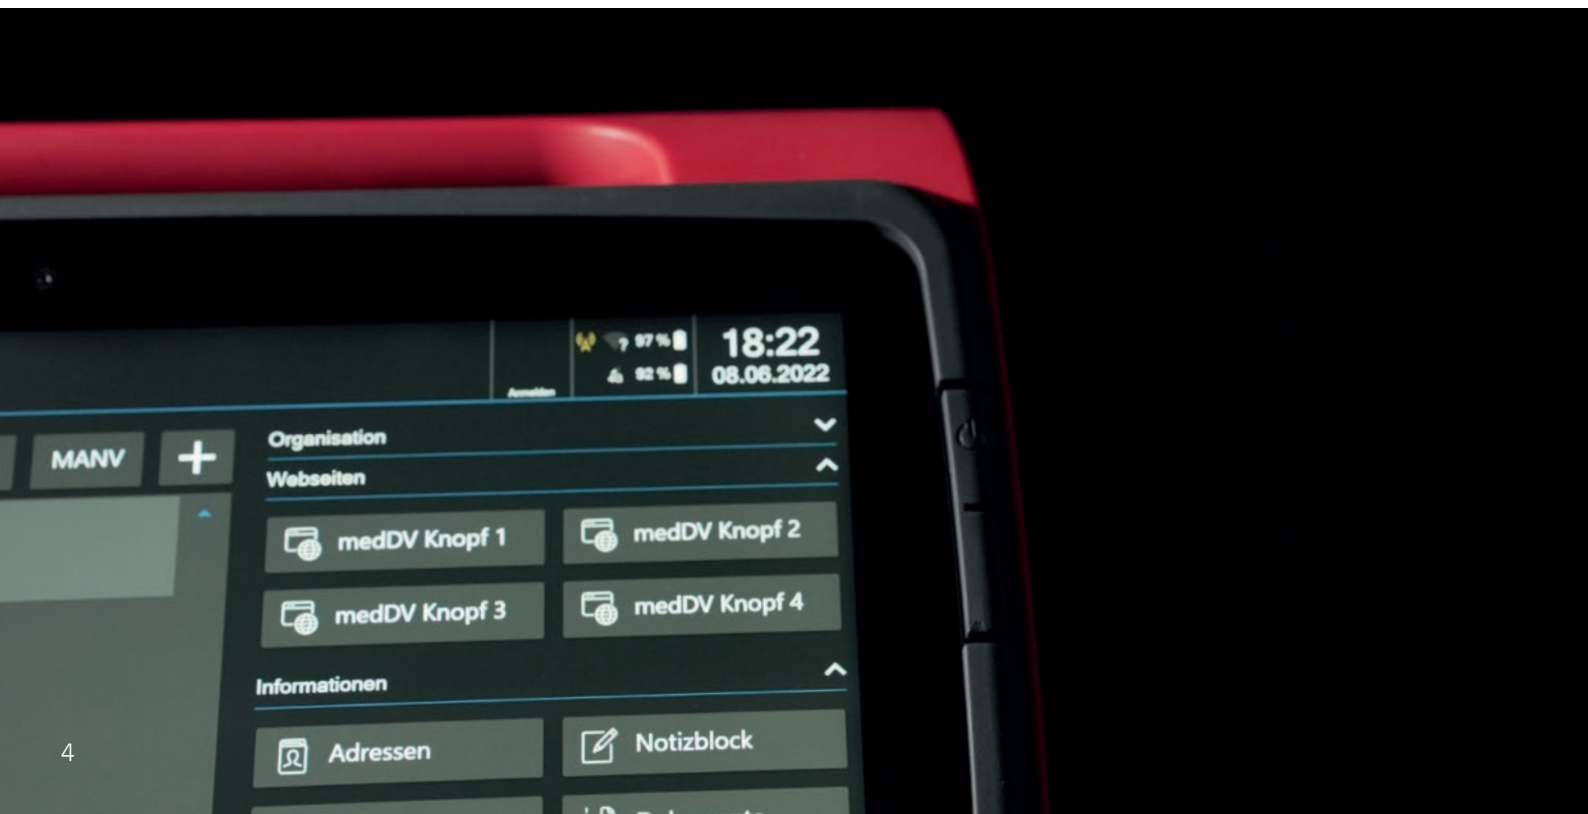 97 % 18:22
92 % 08.06.2022
Anmelden
Organisation
MANV +
Webseiten
medDV Knopf 1 medDV Knopf 2
medDV Knopf 3 medDV Knopf 4
Informationen
Adressen Notizblock
4